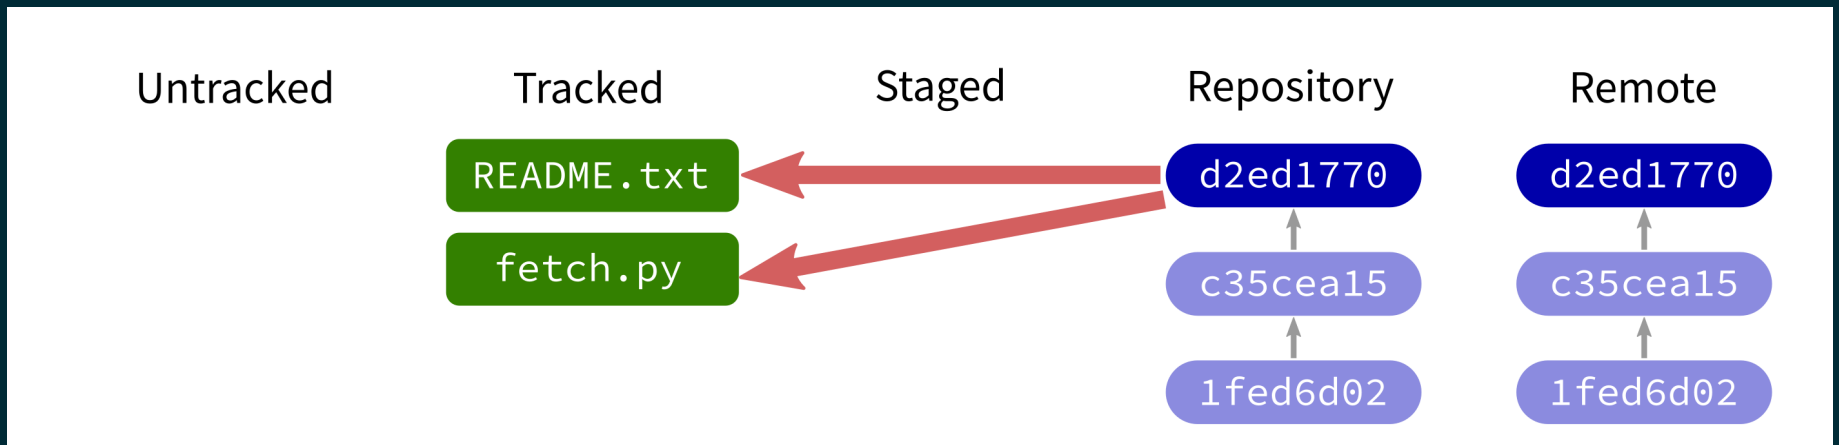 Untracked Tracked Staged Repository Remote
README.txt d2ed1770 d2ed1770
fetch.py c35cea15 c35cea15
1fed6d02 1fed6d02